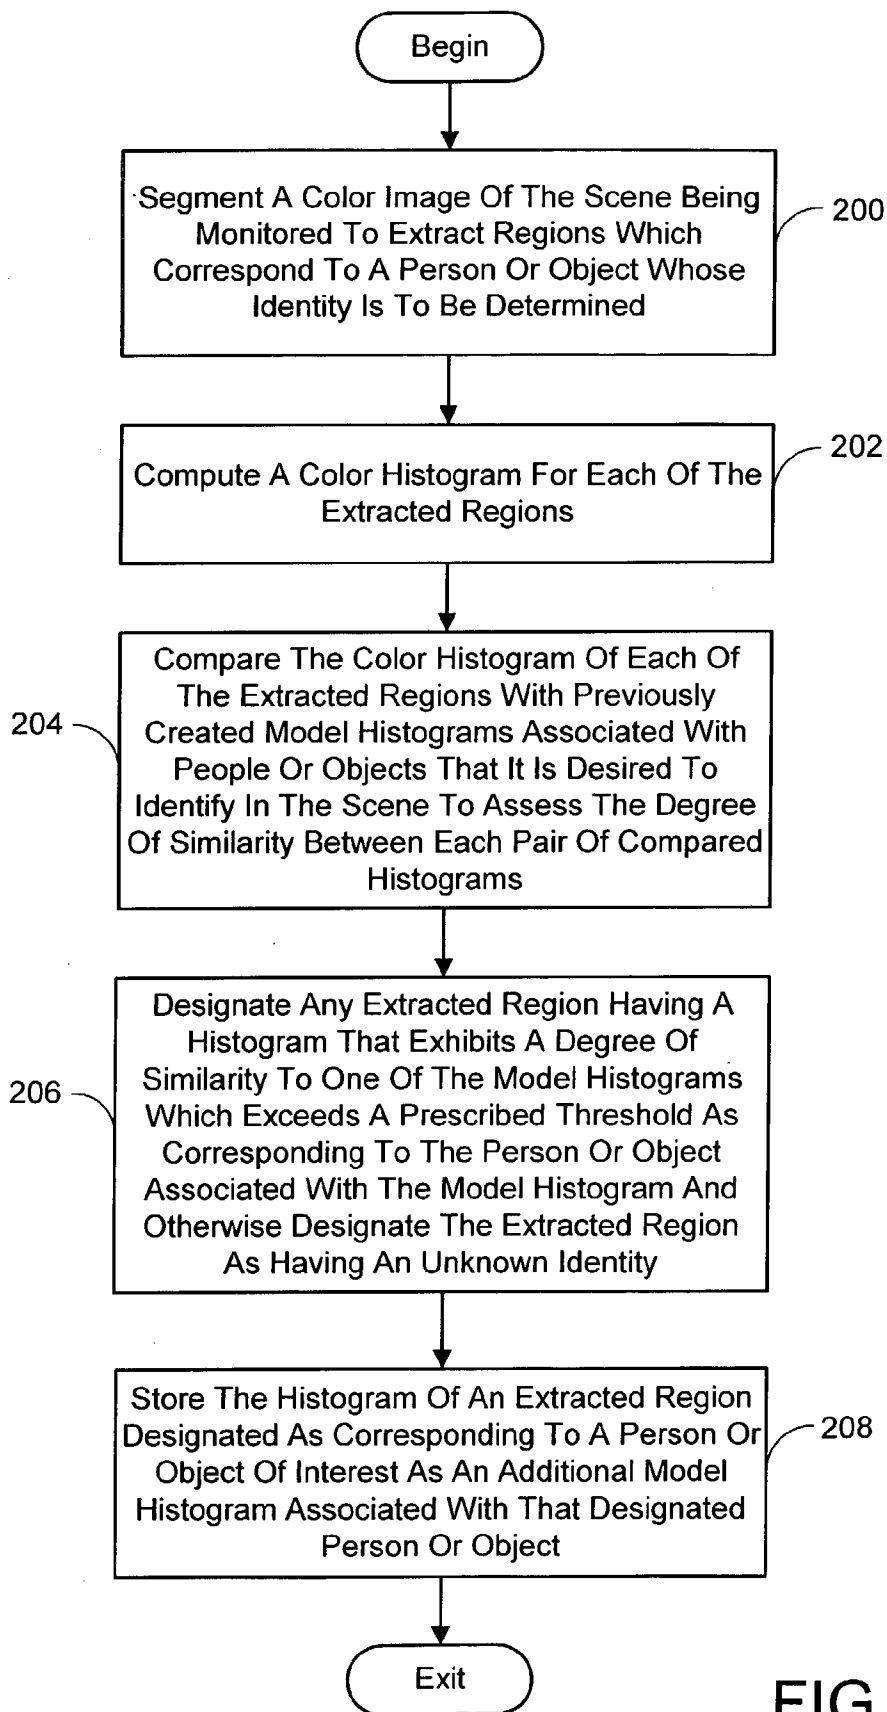 Begin
Segment A Color Image Of The Scene Being
Monitored To Extract Regions Which
Correspond To A Person Or Object Whose
Identity Is To Be Determined
200
Compute A Color Histogram For Each Of The
Extracted Regions
202
Compare The Color Histogram Of Each Of
The Extracted Regions With Previously
Created Model Histograms Associated With
People Or Objects That It Is Desired To
Identify In The Scene To Assess The Degree
Of Similarity Between Each Pair Of Compared
Histograms
204
Designate Any Extracted Region Having A
Histogram That Exhibits A Degree Of
Similarity To One Of The Model Histograms
Which Exceeds A Prescribed Threshold As
Corresponding To The Person Or Object
Associated With The Model Histogram And
Otherwise Designate The Extracted Region
As Having An Unknown Identity
206
Store The Histogram Of An Extracted Region
Designated As Corresponding To A Person Or
Object Of Interest As An Additional Model
Histogram Associated With That Designated
Person Or Object
208
Exit
FIG